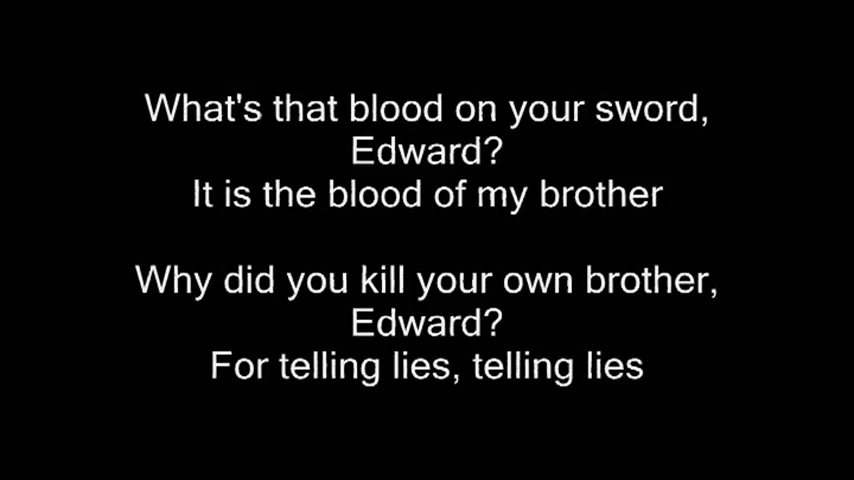 What's that blood on your sword,
Edward?
It is the blood of my brother
Why did you kill your own brother,
Edward?
For telling lies, telling lies